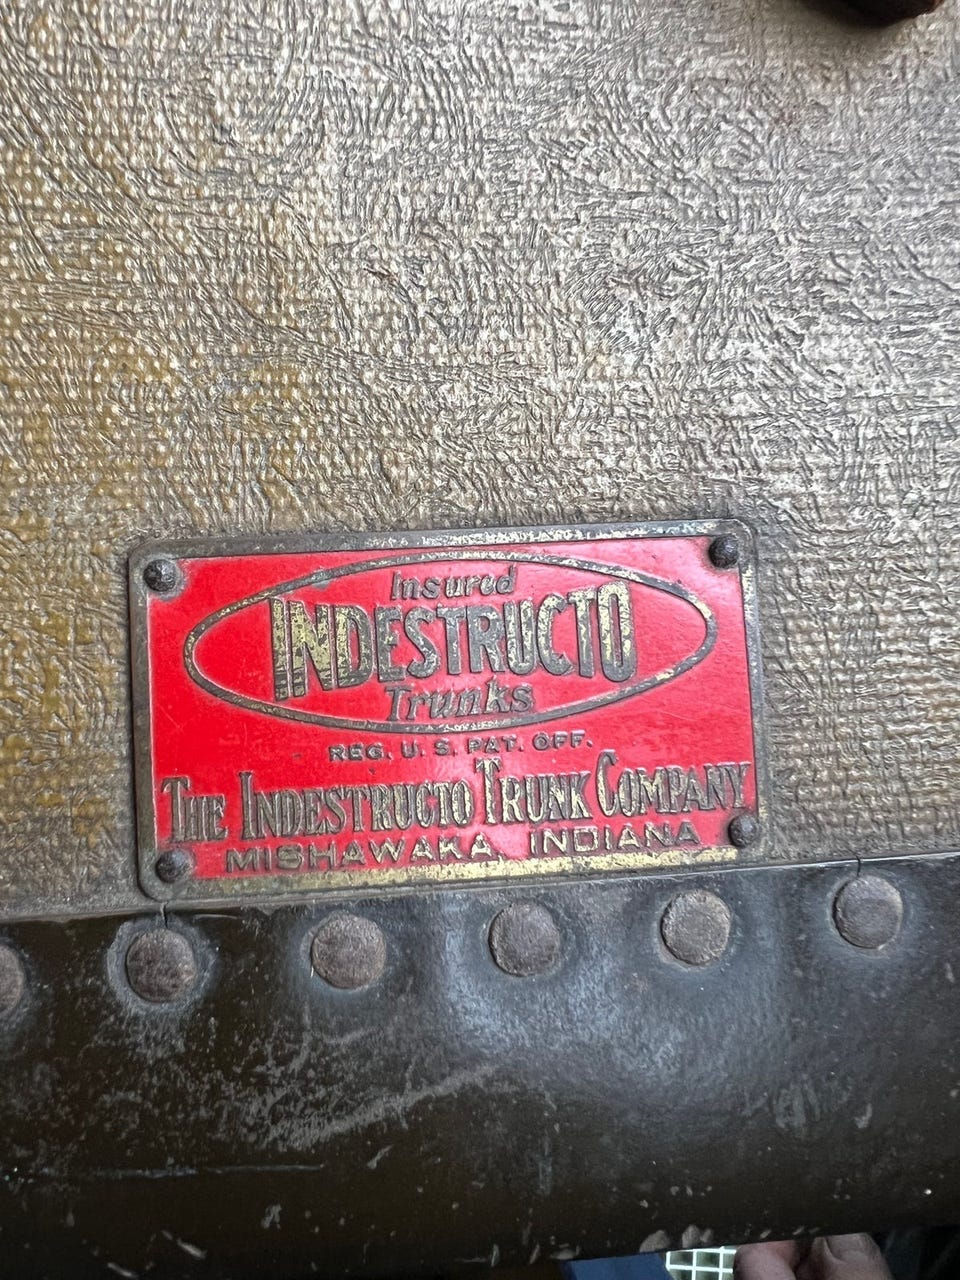 Insured
INDESTRUCTO
Trunks
REG. U. S. PAT. OFF.
THE INDESTRUCTO TRUNK COMPANY
MISHAWAKA, INDIANA